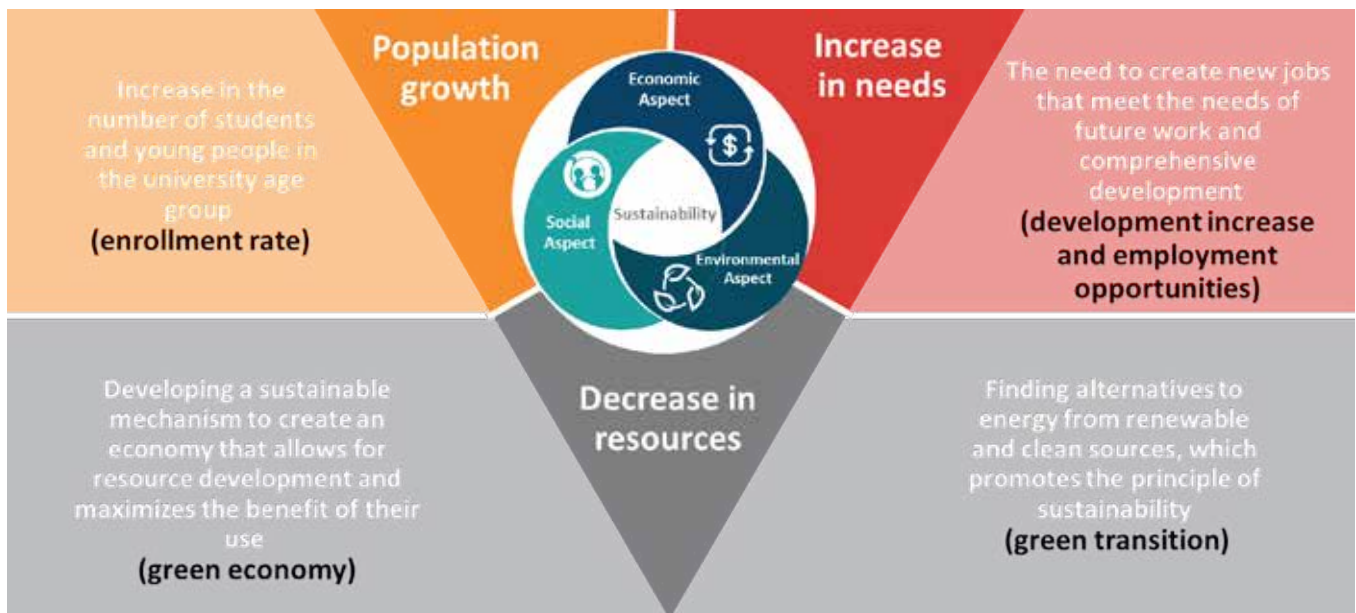 Population
growth
Increase
in needs
Increase in the
number of students
and young people in
the university age
group
(enrollment rate)
Economic
Aspect
$
Social
Aspect
Sustainability
Environmental
Aspect
The need to create new jobs
that meet the needs of
future work and
comprehensive
development
(development increase
and employment
opportunities)
Developing a sustainable
mechanism to create an
economy that allows for
resource development and
maximizes the benefit of their
use
(green economy)
Decrease in
resources
Finding alternatives to
energy from renewable
and clean sources, which
promotes the principle of
sustainability
(green transition)